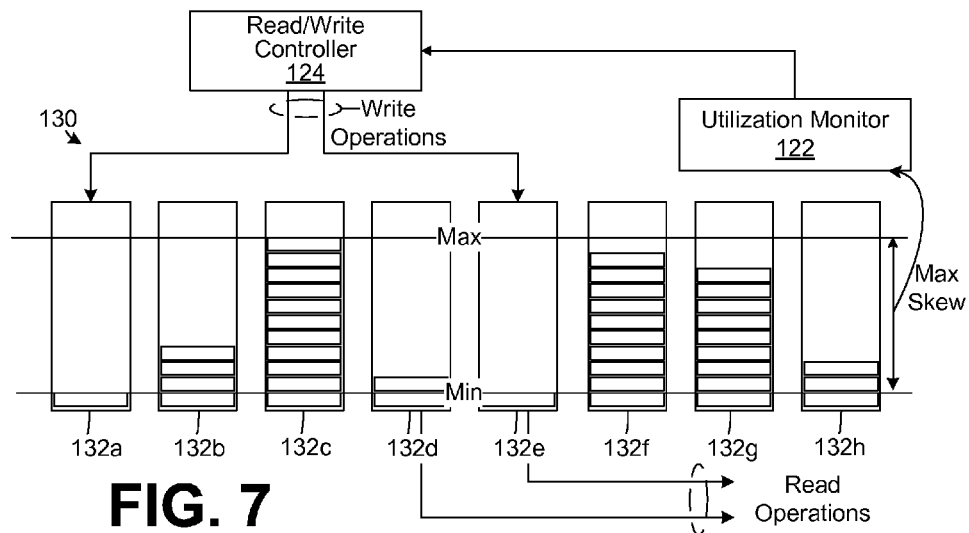 Read/Write
Controller
124
Write
Operations
130
Utilization Monitor
122
Max
Max
Skew
Min
132a
132b
132c
132d
132e
132f
132g
132h
Read
Operations
FIG. 7